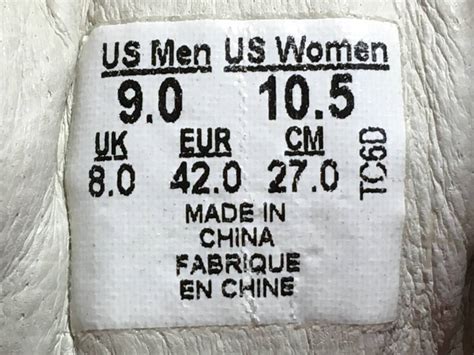 US Men US Women
9.0 10.5
UK EUR CM
8.0 42.0 27.0
TC6D
MADE IN
CHINA
FABRIQUE
EN CHINE